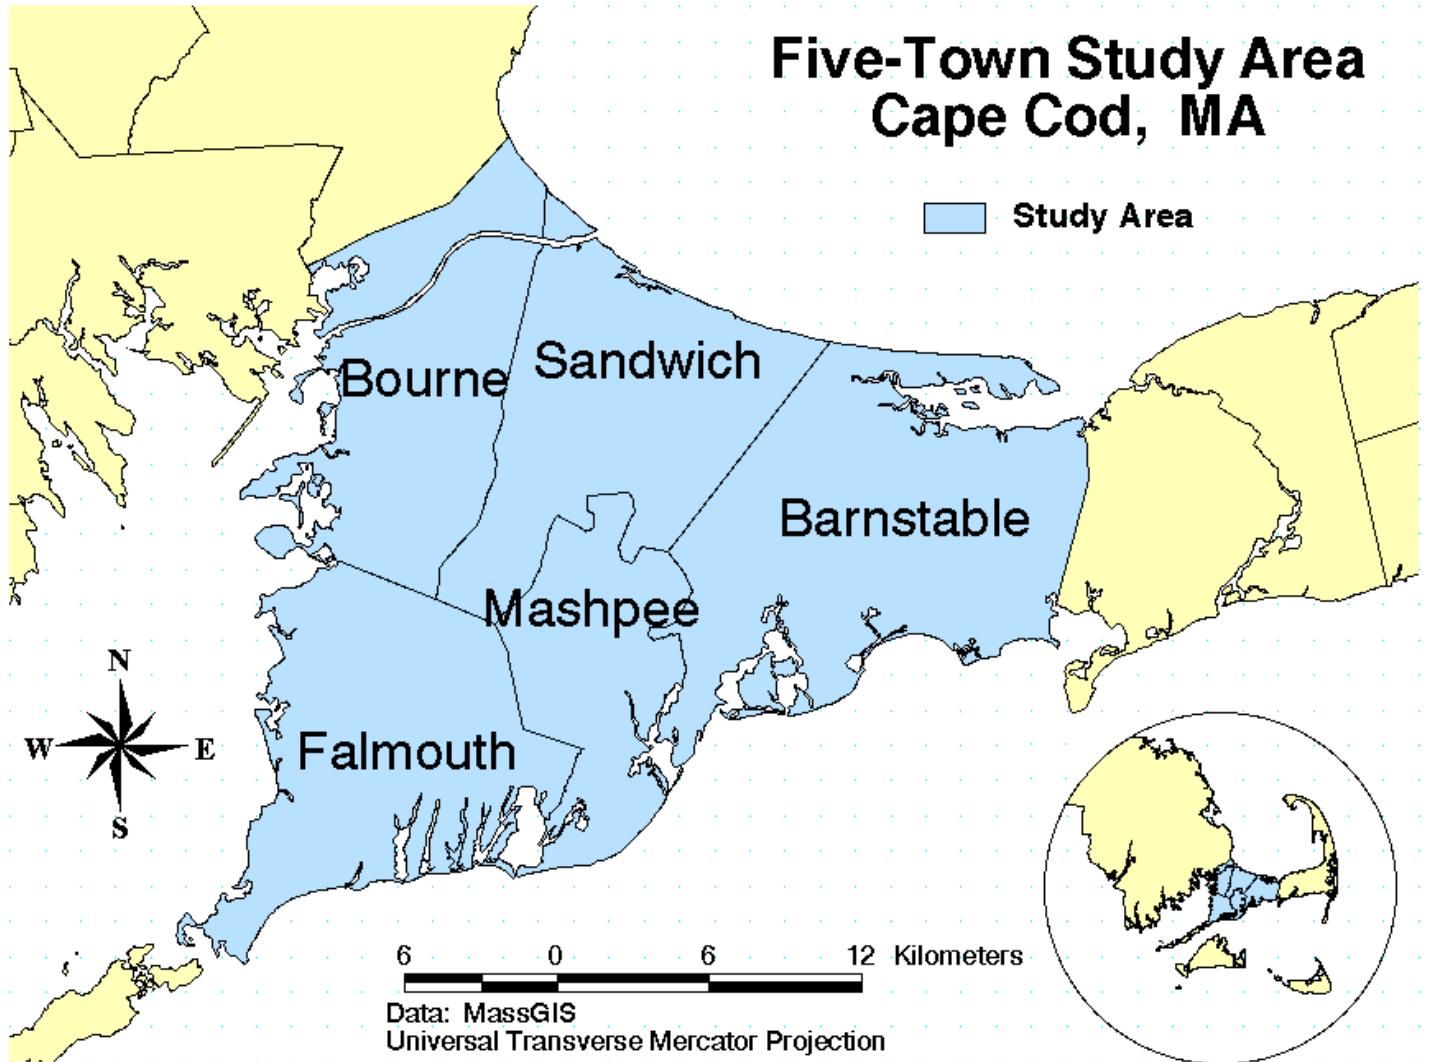 Five-Town Study Area
Cape Cod, MA
Study Area
Bourne
Sandwich
Barnstable
Mashpee
Falmouth
N
W E
S
6 0 6 12 Kilometers
Data: MassGIS
Universal Transverse Mercator Projection